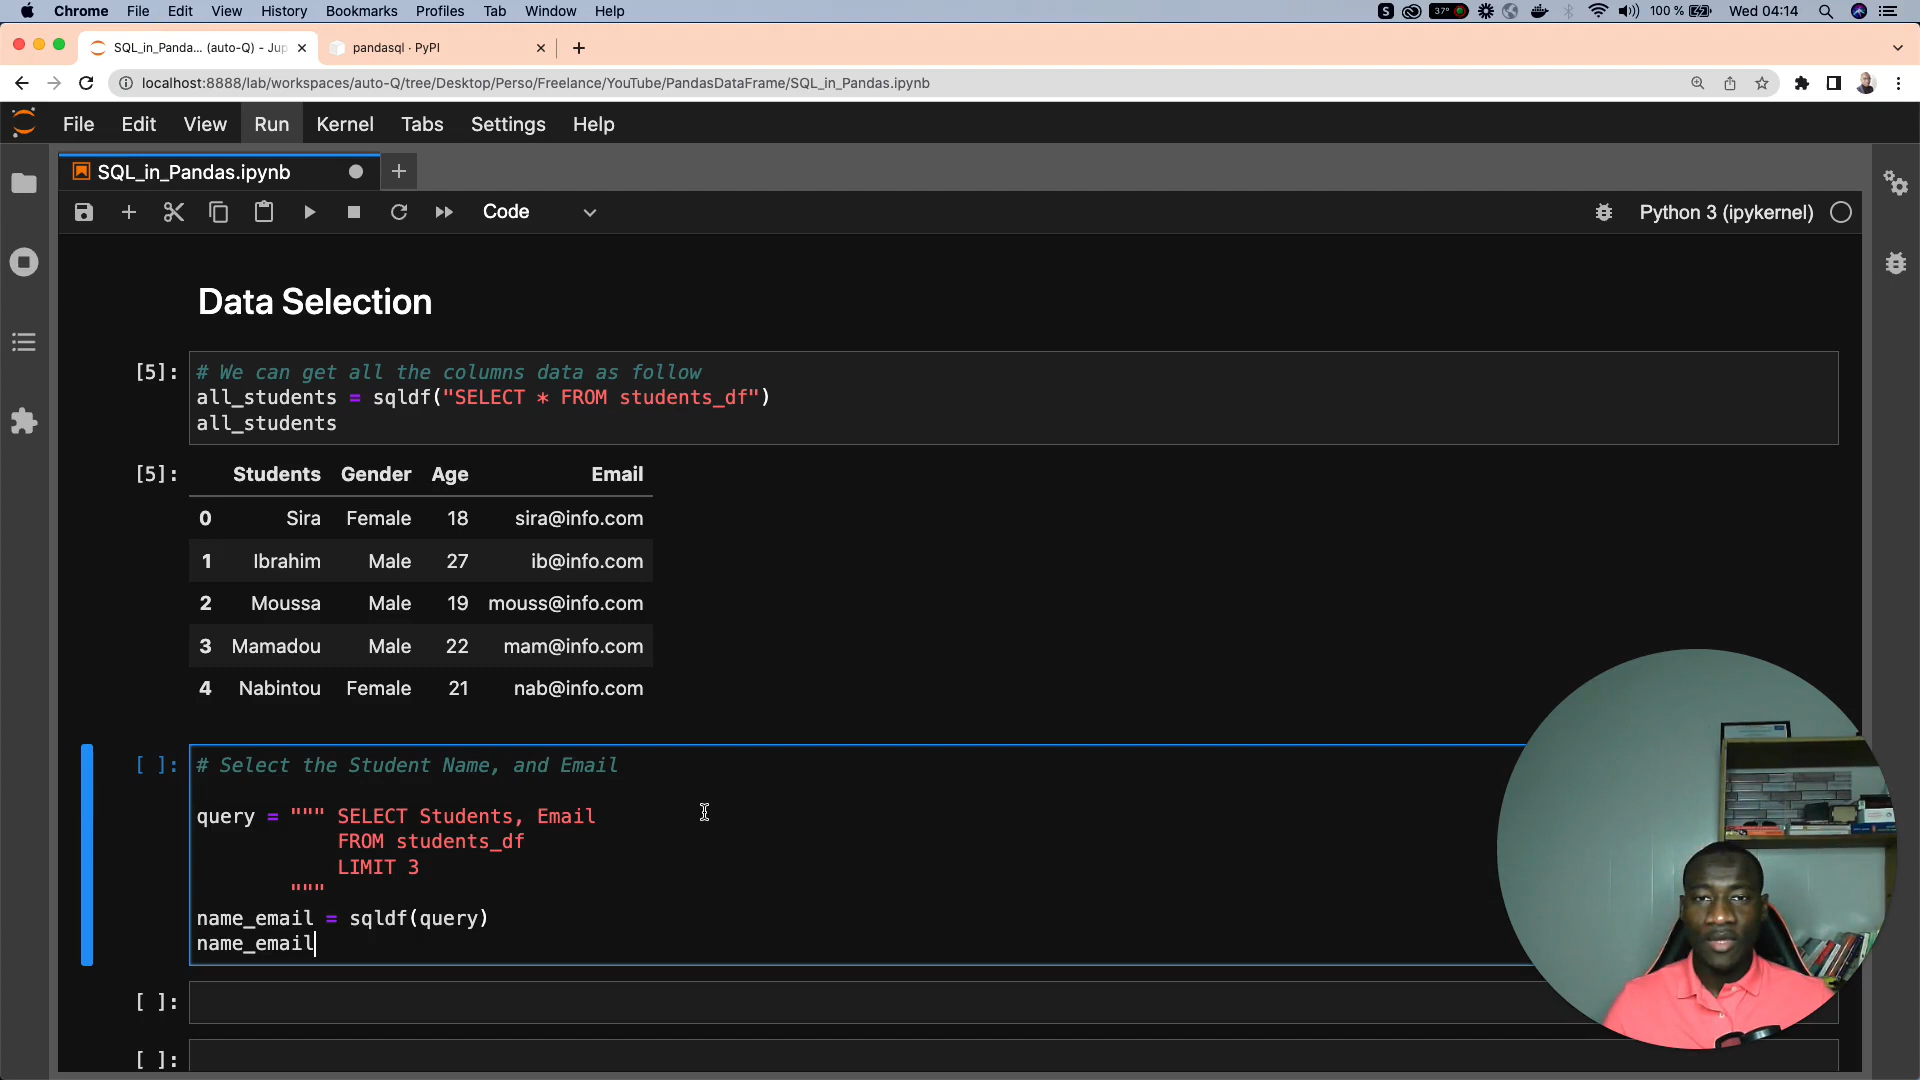 Chrome File Edit View History Bookmarks Profiles Tab Window Help
S 37° 100 % Wed 04:14
SQL_in_Panda... (auto-Q) - Jup
pandasql · PyPI
localhost:8888/lab/workspaces/auto-Q/tree/Desktop/Perso/Freelance/YouTube/PandasDataFrame/SQL_in_Pandas.ipynb
File Edit View Run Kernel Tabs Settings Help
SQL_in_Pandas.ipynb
Code
Python 3 (ipykernel)
Data Selection
[5]: # We can get all the columns data as follow
all_students = sqldf("SELECT * FROM students_df")
all_students
[5]: Students Gender Age Email
0 Sira Female 18 sira@info.com
1 Ibrahim Male 27 ib@info.com
2 Moussa Male 19 mouss@info.com
3 Mamadou Male 22 mam@info.com
4 Nabintou Female 21 nab@info.com
[ ]: # Select the Student Name, and Email
query = """ SELECT Students, Email
FROM students_df
LIMIT 3
"""
name_email = sqldf(query)
name_email
[ ]:
[ ]: